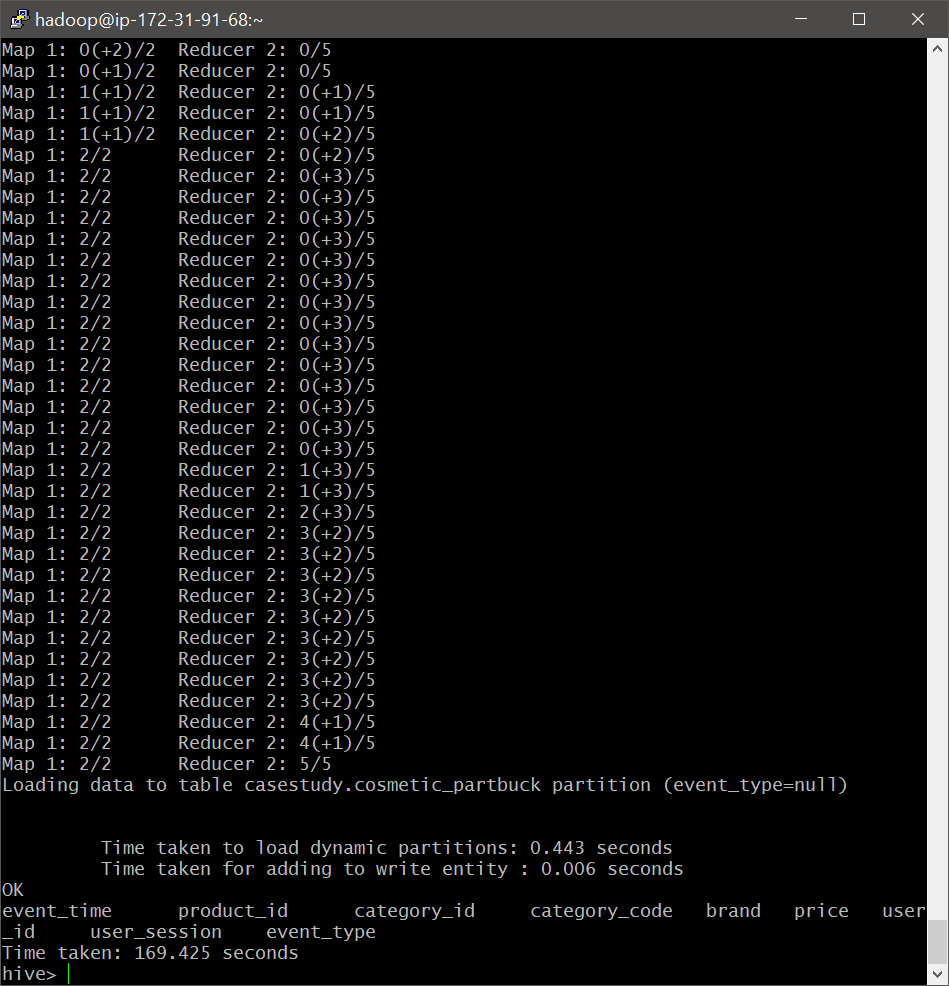 hadoop@ip-172-31-91-68:~
Map 1: 0(+2)/2  Reducer 2: 0/5
Map 1: 0(+1)/2  Reducer 2: 0/5
Map 1: 1(+1)/2  Reducer 2: 0(+1)/5
Map 1: 1(+1)/2  Reducer 2: 0(+1)/5
Map 1: 1(+1)/2  Reducer 2: 0(+2)/5
Map 1: 2/2      Reducer 2: 0(+2)/5
Map 1: 2/2      Reducer 2: 0(+3)/5
Map 1: 2/2      Reducer 2: 0(+3)/5
Map 1: 2/2      Reducer 2: 0(+3)/5
Map 1: 2/2      Reducer 2: 0(+3)/5
Map 1: 2/2      Reducer 2: 0(+3)/5
Map 1: 2/2      Reducer 2: 0(+3)/5
Map 1: 2/2      Reducer 2: 0(+3)/5
Map 1: 2/2      Reducer 2: 0(+3)/5
Map 1: 2/2      Reducer 2: 0(+3)/5
Map 1: 2/2      Reducer 2: 0(+3)/5
Map 1: 2/2      Reducer 2: 0(+3)/5
Map 1: 2/2      Reducer 2: 0(+3)/5
Map 1: 2/2      Reducer 2: 0(+3)/5
Map 1: 2/2      Reducer 2: 0(+3)/5
Map 1: 2/2      Reducer 2: 1(+3)/5
Map 1: 2/2      Reducer 2: 1(+3)/5
Map 1: 2/2      Reducer 2: 2(+3)/5
Map 1: 2/2      Reducer 2: 3(+2)/5
Map 1: 2/2      Reducer 2: 3(+2)/5
Map 1: 2/2      Reducer 2: 3(+2)/5
Map 1: 2/2      Reducer 2: 3(+2)/5
Map 1: 2/2      Reducer 2: 3(+2)/5
Map 1: 2/2      Reducer 2: 3(+2)/5
Map 1: 2/2      Reducer 2: 3(+2)/5
Map 1: 2/2      Reducer 2: 3(+2)/5
Map 1: 2/2      Reducer 2: 3(+2)/5
Map 1: 2/2      Reducer 2: 4(+1)/5
Map 1: 2/2      Reducer 2: 4(+1)/5
Map 1: 2/2      Reducer 2: 5/5
Loading data to table casestudy.cosmetic_partbuck partition (event_type=null)
Time taken to load dynamic partitions: 0.443 seconds
Time taken for adding to write entity : 0.006 seconds
OK
event_time      product_id      category_id     category_code   brand   price   user
_id     user_session    event_type
Time taken: 169.425 seconds
hive>